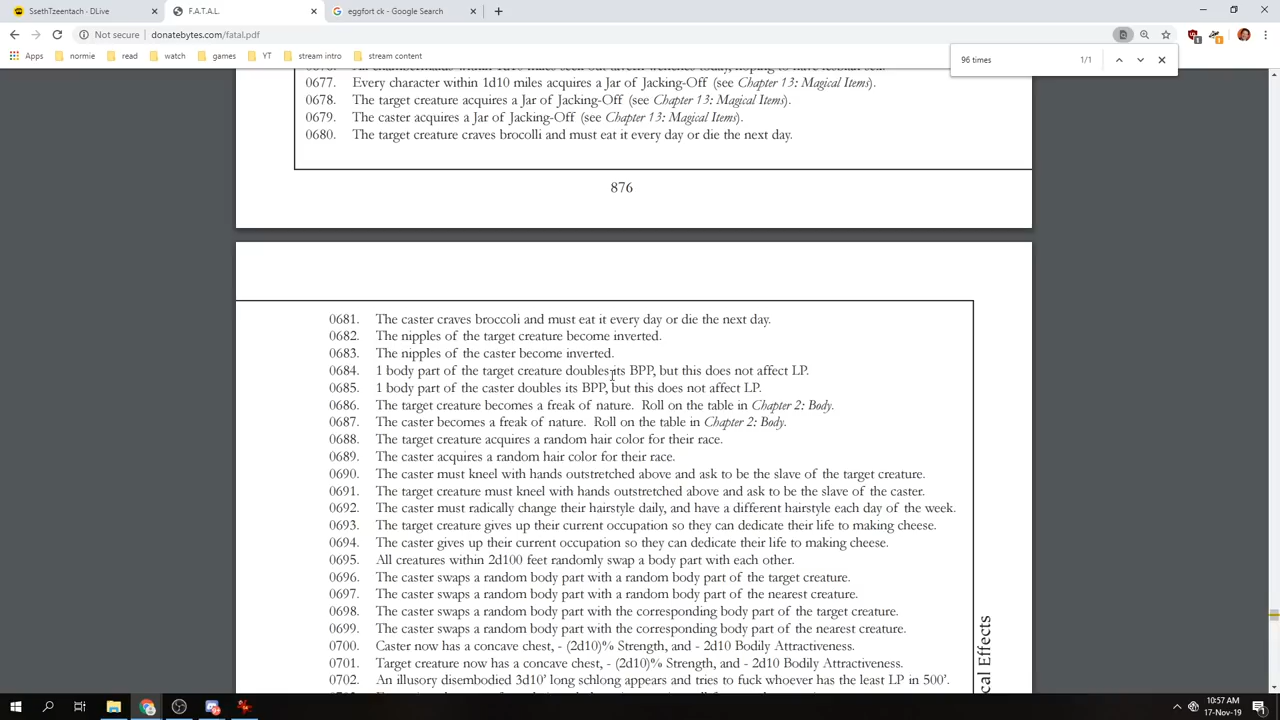 SsethTzeentach - DLive
F.A.T.A.L.
eggfort ck - Google Search
Not secure
donatebytes.com/fatal.pdf
Apps
normie
read
watch
games
YT
stream intro
stream content
96 times
1/1
0677. Every character within 1d10 miles acquires a Jar of Jacking-Off (see Chapter 13: Magical Items).
0678. The target creature acquires a Jar of Jacking-Off (see Chapter 13: Magical Items).
0679. The caster acquires a Jar of Jacking-Off (see Chapter 13: Magical Items).
0680. The target creature craves brocolli and must eat it every day or die the next day.
876
0681. The caster craves broccoli and must eat it every day or die the next day.
0682. The nipples of the target creature become inverted.
0683. The nipples of the caster become inverted.
0684. 1 body part of the target creature doubles its BPP, but this does not affect LP.
0685. 1 body part of the caster doubles its BPP, but this does not affect LP.
0686. The target creature becomes a freak of nature. Roll on the table in Chapter 2: Body.
0687. The caster becomes a freak of nature. Roll on the table in Chapter 2: Body.
0688. The target creature acquires a random hair color for their race.
0689. The caster acquires a random hair color for their race.
0690. The caster must kneel with hands outstretched above and ask to be the slave of the target creature.
0691. The target creature must kneel with hands outstretched above and ask to be the slave of the caster.
0692. The caster must radically change their hairstyle daily, and have a different hairstyle each day of the week.
0693. The target creature gives up their current occupation so they can dedicate their life to making cheese.
0694. The caster gives up their current occupation so they can dedicate their life to making cheese.
0695. All creatures within 2d100 feet randomly swap a body part with each other.
0696. The caster swaps a random body part with a random body part of the target creature.
0697. The caster swaps a random body part with a random body part of the nearest creature.
0698. The caster swaps a random body part with the corresponding body part of the target creature.
0699. The caster swaps a random body part with the corresponding body part of the nearest creature.
0700. Caster now has a concave chest, - (2d10)% Strength, and - 2d10 Bodily Attractiveness.
0701. Target creature now has a concave chest, - (2d10)% Strength, and - 2d10 Bodily Attractiveness.
0702. An illusory disembodied 3d10' long schlong appears and tries to fuck whoever has the least LP in 500'.
cal Effects
10:57 AM
17-Nov-19